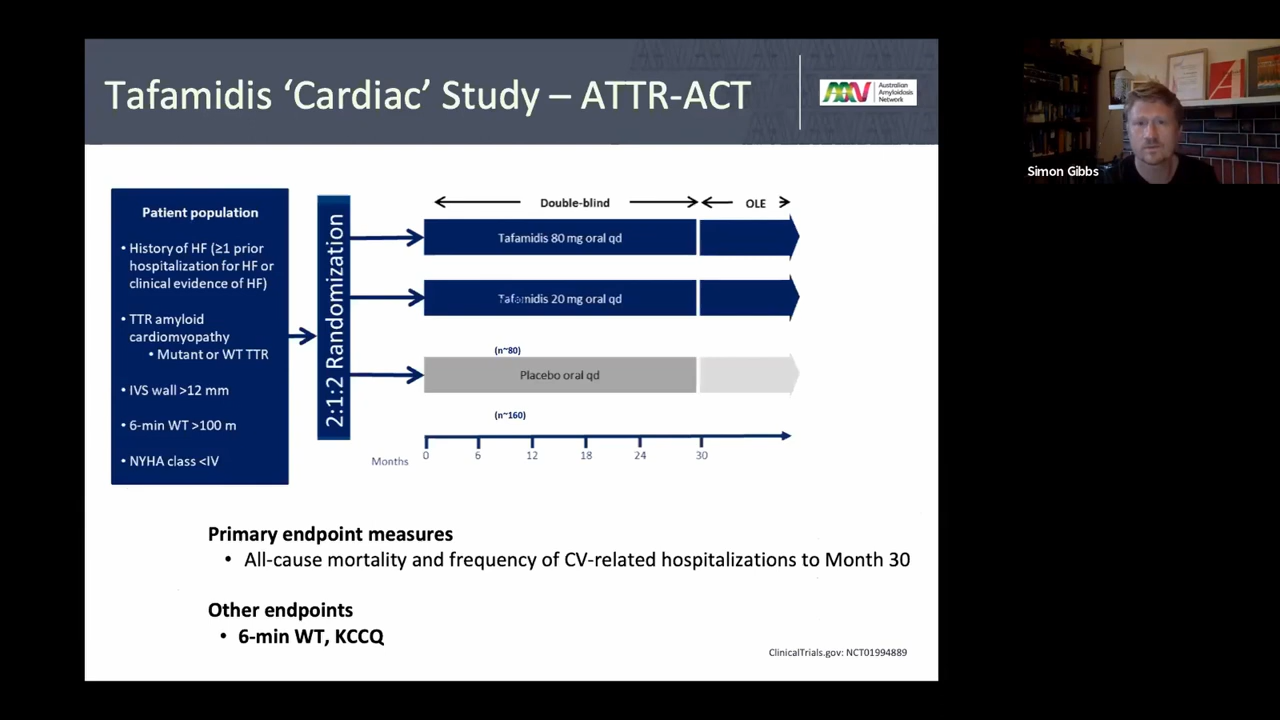 Tafamidis ‘Cardiac’ Study – ATTR-ACT
Australian
Amyloidosis
Network
Simon Gibbs
Patient population
• History of HF (≥1 prior
hospitalization for HF or
clinical evidence of HF)
• TTR amyloid
cardiomyopathy
• Mutant or WT TTR
• IVS wall >12 mm
• 6-min WT >100 m
• NYHA class <IV
2:1:2 Randomization
Double-blind
OLE
Tafamidis 80 mg oral qd
Tafamidis 20 mg oral qd
(n~80)
Placebo oral qd
(n~160)
Months
0 6 12 18 24 30
Primary endpoint measures
• All-cause mortality and frequency of CV-related hospitalizations to Month 30
Other endpoints
• 6-min WT, KCCQ
ClinicalTrials.gov: NCT01994889